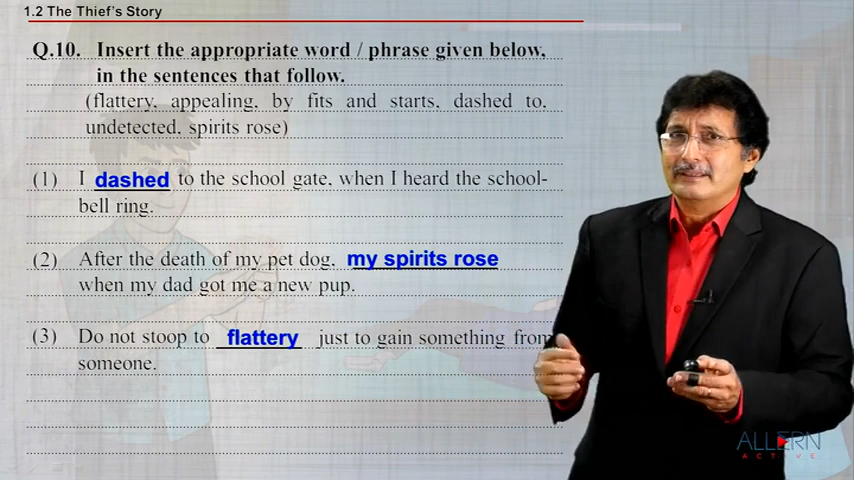 1.2 The Thief's Story
Q.10. Insert the appropriate word / phrase given below,
in the sentences that follow.
(flattery, appealing, by fits and starts, dashed to,
undetected, spirits rose)
(1) I dashed to the school gate, when I heard the school-
bell ring.
(2) After the death of my pet dog, my spirits rose
when my dad got me a new pup.
(3) Do not stoop to flattery just to gain something from
someone.
ALLERN
ACTIVE